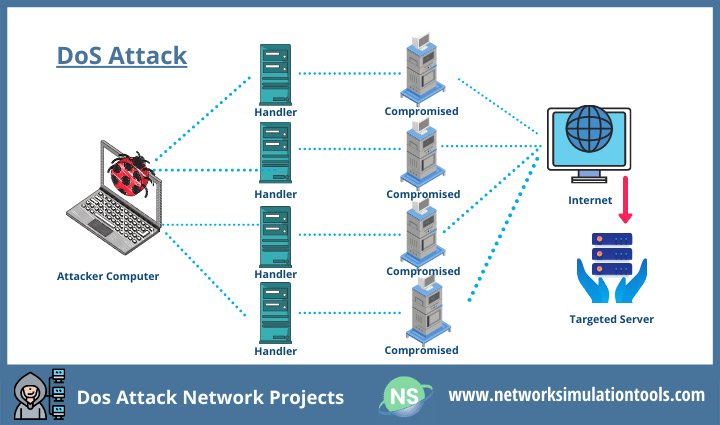 DoS Attack
Handler
Compromised
Handler
Compromised
Internet
Handler
Compromised
Attacker Computer
Targeted Server
Handler
Compromised
Dos Attack Network Projects
NS
www.networksimulationtools.com